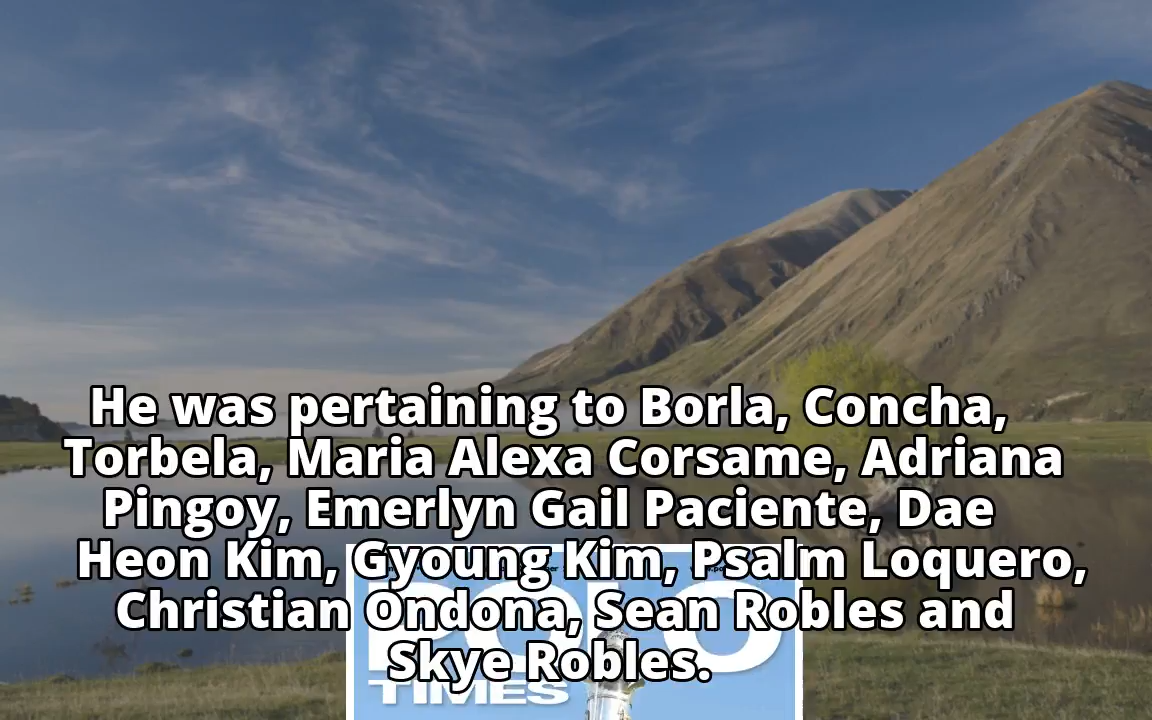 He was pertaining to Borla, Concha,
Torbela, Maria Alexa Corsame, Adriana
Pingoy, Emerlyn Gail Paciente, Dae
Heon Kim, Gyoung Kim, Psalm Loquero,
Christian Ondona, Sean Robles and
Skye Robles.
POLO
TIMES